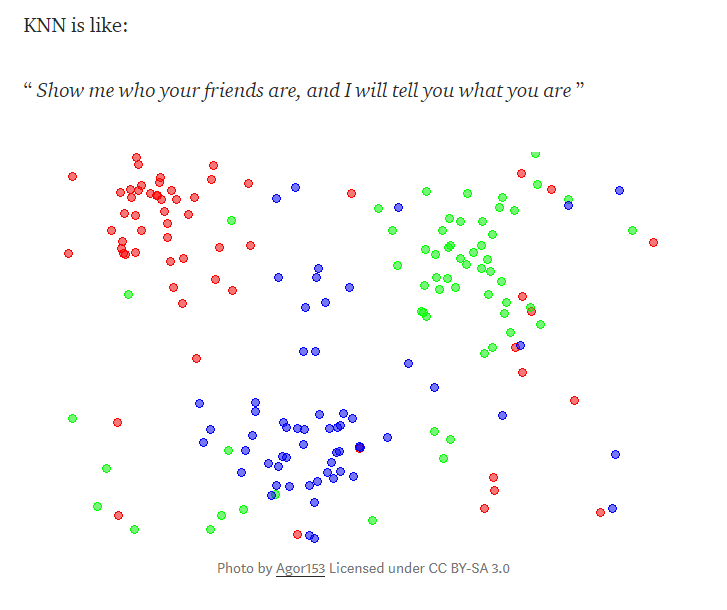 KNN is like:
“ Show me who your friends are, and I will tell you what you are ”
Photo by Agor153 Licensed under CC BY-SA 3.0